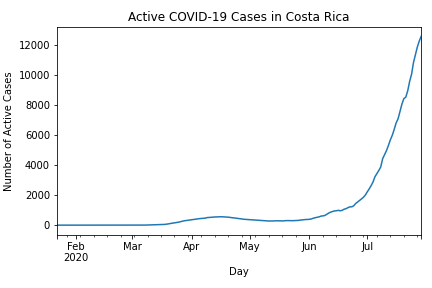 Active COVID-19 Cases in Costa Rica
12000
10000
8000
6000
4000
2000
0
Number of Active Cases
Feb
2020
Mar
Apr
May
Jun
Jul
Day